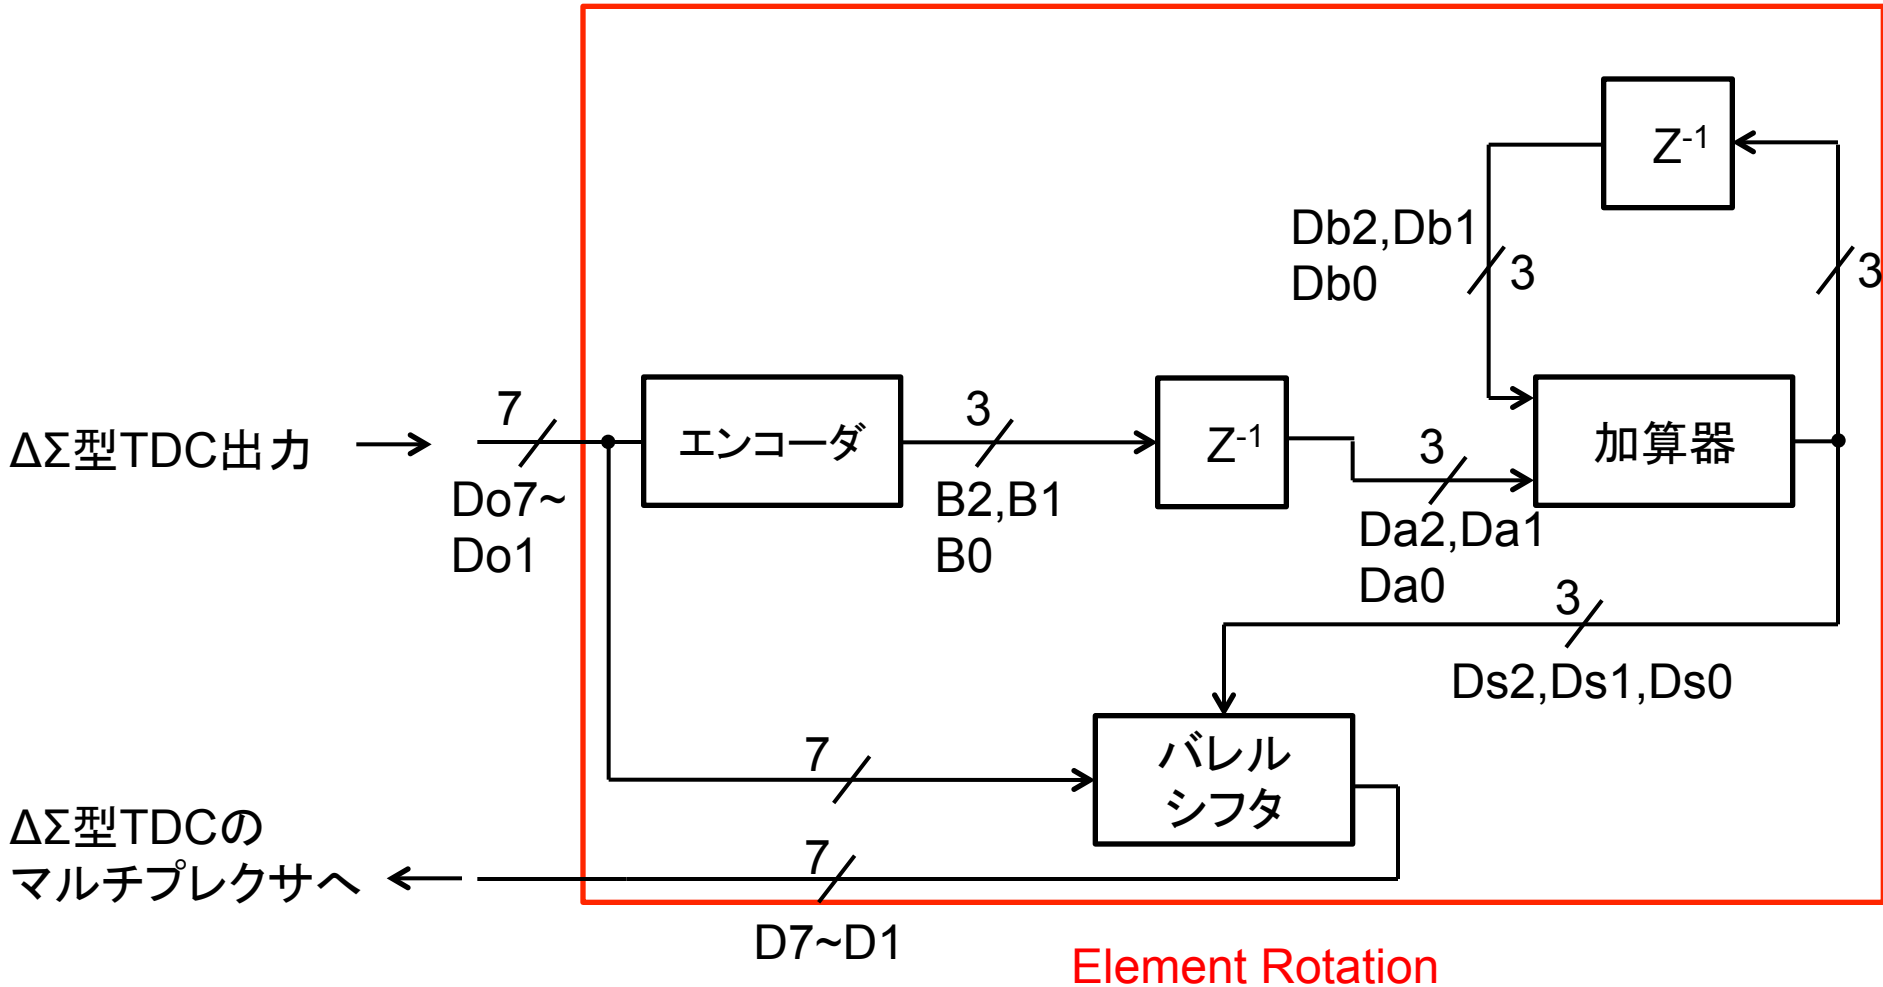 Z-1
Db2,Db1
Db0
3
3
ΔΣ型TDC出力
7
Do7~
Do1
エンコーダ
3
B2,B1
B0
Z-1
3
Da2,Da1
Da0
加算器
3
Ds2,Ds1,Ds0
7
バレル
シフタ
ΔΣ型TDCの
マルチプレクサへ
7
D7~D1
Element Rotation